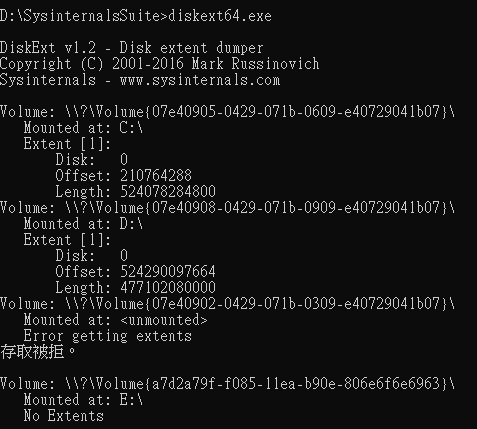 D:\SysinternalsSuite>diskext64.exe
DiskExt v1.2 - Disk extent dumper
Copyright (C) 2001-2016 Mark Russinovich
Sysinternals - www.sysinternals.com
Volume: \\?\Volume{07e40905-0429-071b-0609-e40729041b07}\
Mounted at: C:\
Extent [1]:
Disk: 0
Offset: 210764288
Length: 524078284800
Volume: \\?\Volume{07e40908-0429-071b-0909-e40729041b07}\
Mounted at: D:\
Extent [1]:
Disk: 0
Offset: 524290097664
Length: 477102080000
Volume: \\?\Volume{07e40902-0429-071b-0309-e40729041b07}\
Mounted at: <unmounted>
Error getting extents
存取被拒。
Volume: \\?\Volume{a7d2a79f-f085-11ea-b90e-806e6f6e6963}\
Mounted at: E:\
No Extents